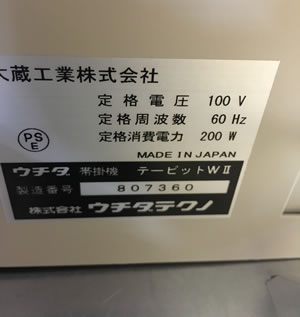 大蔵工業株式会社
定格電圧 100 V
定格周波数 60 Hz
定格消費電力 200 W
PS
E
MADE IN JAPAN
ウチダ 帯掛機 テーピットWⅡ
製造番号 807360
株式会社 ウチダテクノ